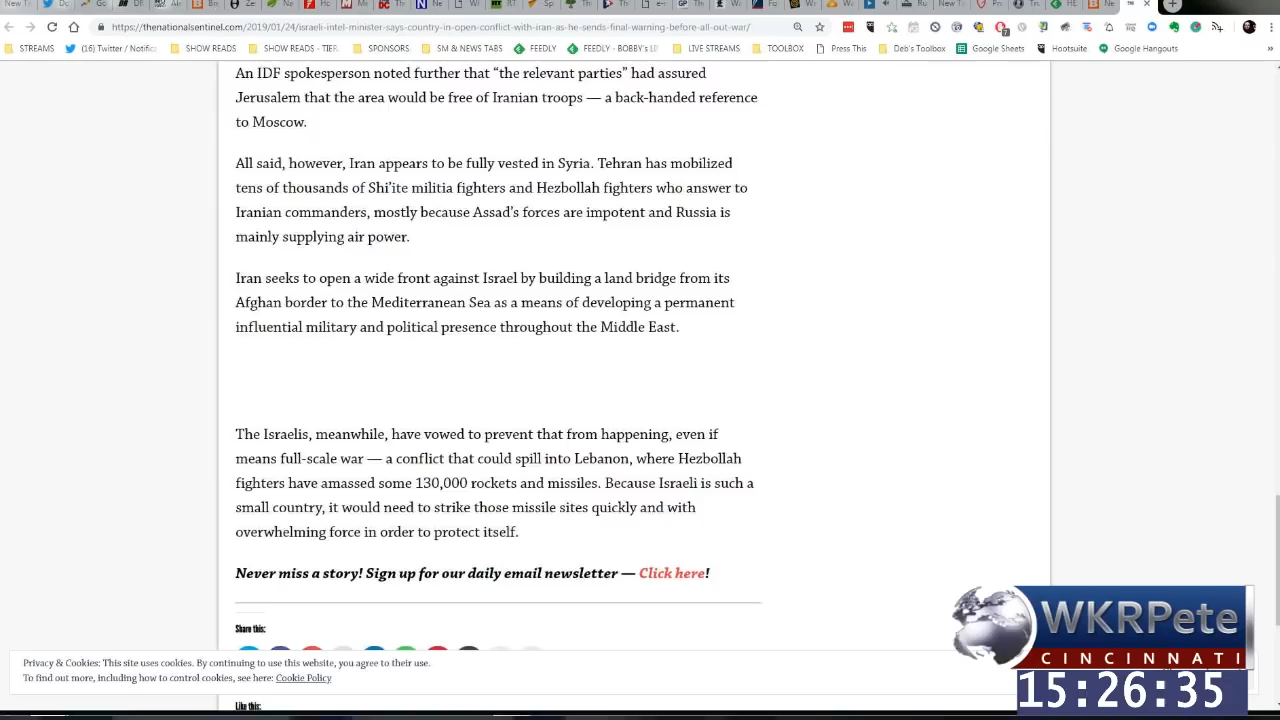 https://thenationalsentinel.com/2019/01/24/israeli-intel-minister-says-country-in-open-conflict-with-iran-as-he-sends-final-warning-before-all-out-war/
STREAMS (16) Twitter / Notific SHOW READS SHOW READS - TIER SPONSORS SM & NEWS TABS FEEDLY FEEDLY - BOBBY's LI LIVE STREAMS TOOLBOX Press This Deb's Toolbox Google Sheets Hootsuite Google Hangouts
An IDF spokesperson noted further that “the relevant parties” had assured
Jerusalem that the area would be free of Iranian troops — a back-handed reference
to Moscow.
All said, however, Iran appears to be fully vested in Syria. Tehran has mobilized
tens of thousands of Shi’ite militia fighters and Hezbollah fighters who answer to
Iranian commanders, mostly because Assad’s forces are impotent and Russia is
mainly supplying air power.
Iran seeks to open a wide front against Israel by building a land bridge from its
Afghan border to the Mediterranean Sea as a means of developing a permanent
influential military and political presence throughout the Middle East.
The Israelis, meanwhile, have vowed to prevent that from happening, even if
means full-scale war — a conflict that could spill into Lebanon, where Hezbollah
fighters have amassed some 130,000 rockets and missiles. Because Israeli is such a
small country, it would need to strike those missile sites quickly and with
overwhelming force in order to protect itself.
Never miss a story! Sign up for our daily email newsletter — Click here!
Share this:
Privacy & Cookies: This site uses cookies. By continuing to use this website, you agree to their use.
To find out more, including how to control cookies, see here: Cookie Policy
Like this:
WKRPete
CINCINNATI
15:26:35